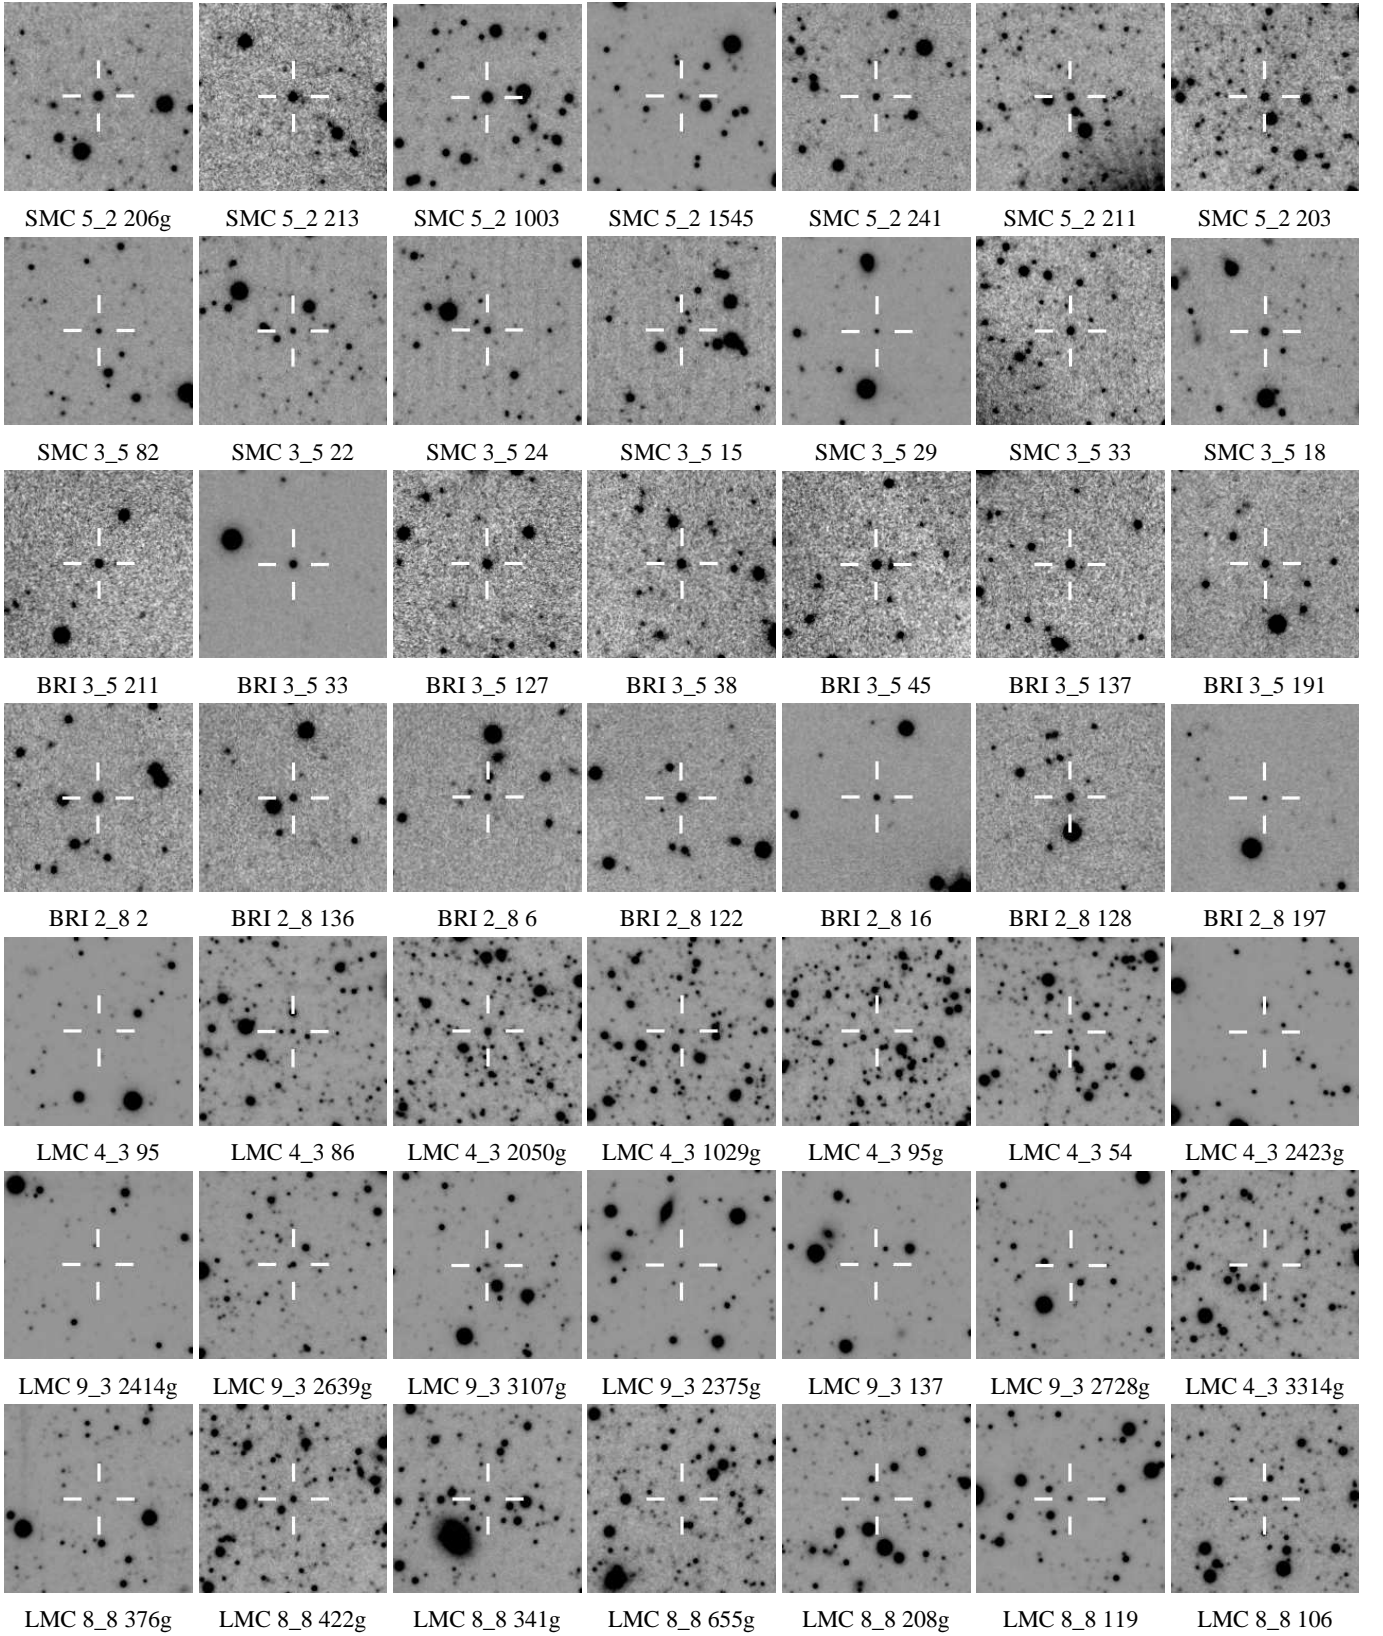 SMC 5_2 206g SMC 5_2 213 SMC 5_2 1003 SMC 5_2 1545 SMC 5_2 241 SMC 5_2 211 SMC 5_2 203
SMC 3_5 82 SMC 3_5 22 SMC 3_5 24 SMC 3_5 15 SMC 3_5 29 SMC 3_5 33 SMC 3_5 18
BRI 3_5 211 BRI 3_5 33 BRI 3_5 127 BRI 3_5 38 BRI 3_5 45 BRI 3_5 137 BRI 3_5 191
BRI 2_8 2 BRI 2_8 136 BRI 2_8 6 BRI 2_8 122 BRI 2_8 16 BRI 2_8 128 BRI 2_8 197
LMC 4_3 95 LMC 4_3 86 LMC 4_3 2050g LMC 4_3 1029g LMC 4_3 95g LMC 4_3 54 LMC 4_3 2423g
LMC 9_3 2414g LMC 9_3 2639g LMC 9_3 3107g LMC 9_3 2375g LMC 9_3 137 LMC 9_3 2728g LMC 4_3 3314g
LMC 8_8 376g LMC 8_8 422g LMC 8_8 341g LMC 8_8 655g LMC 8_8 208g LMC 8_8 119 LMC 8_8 106